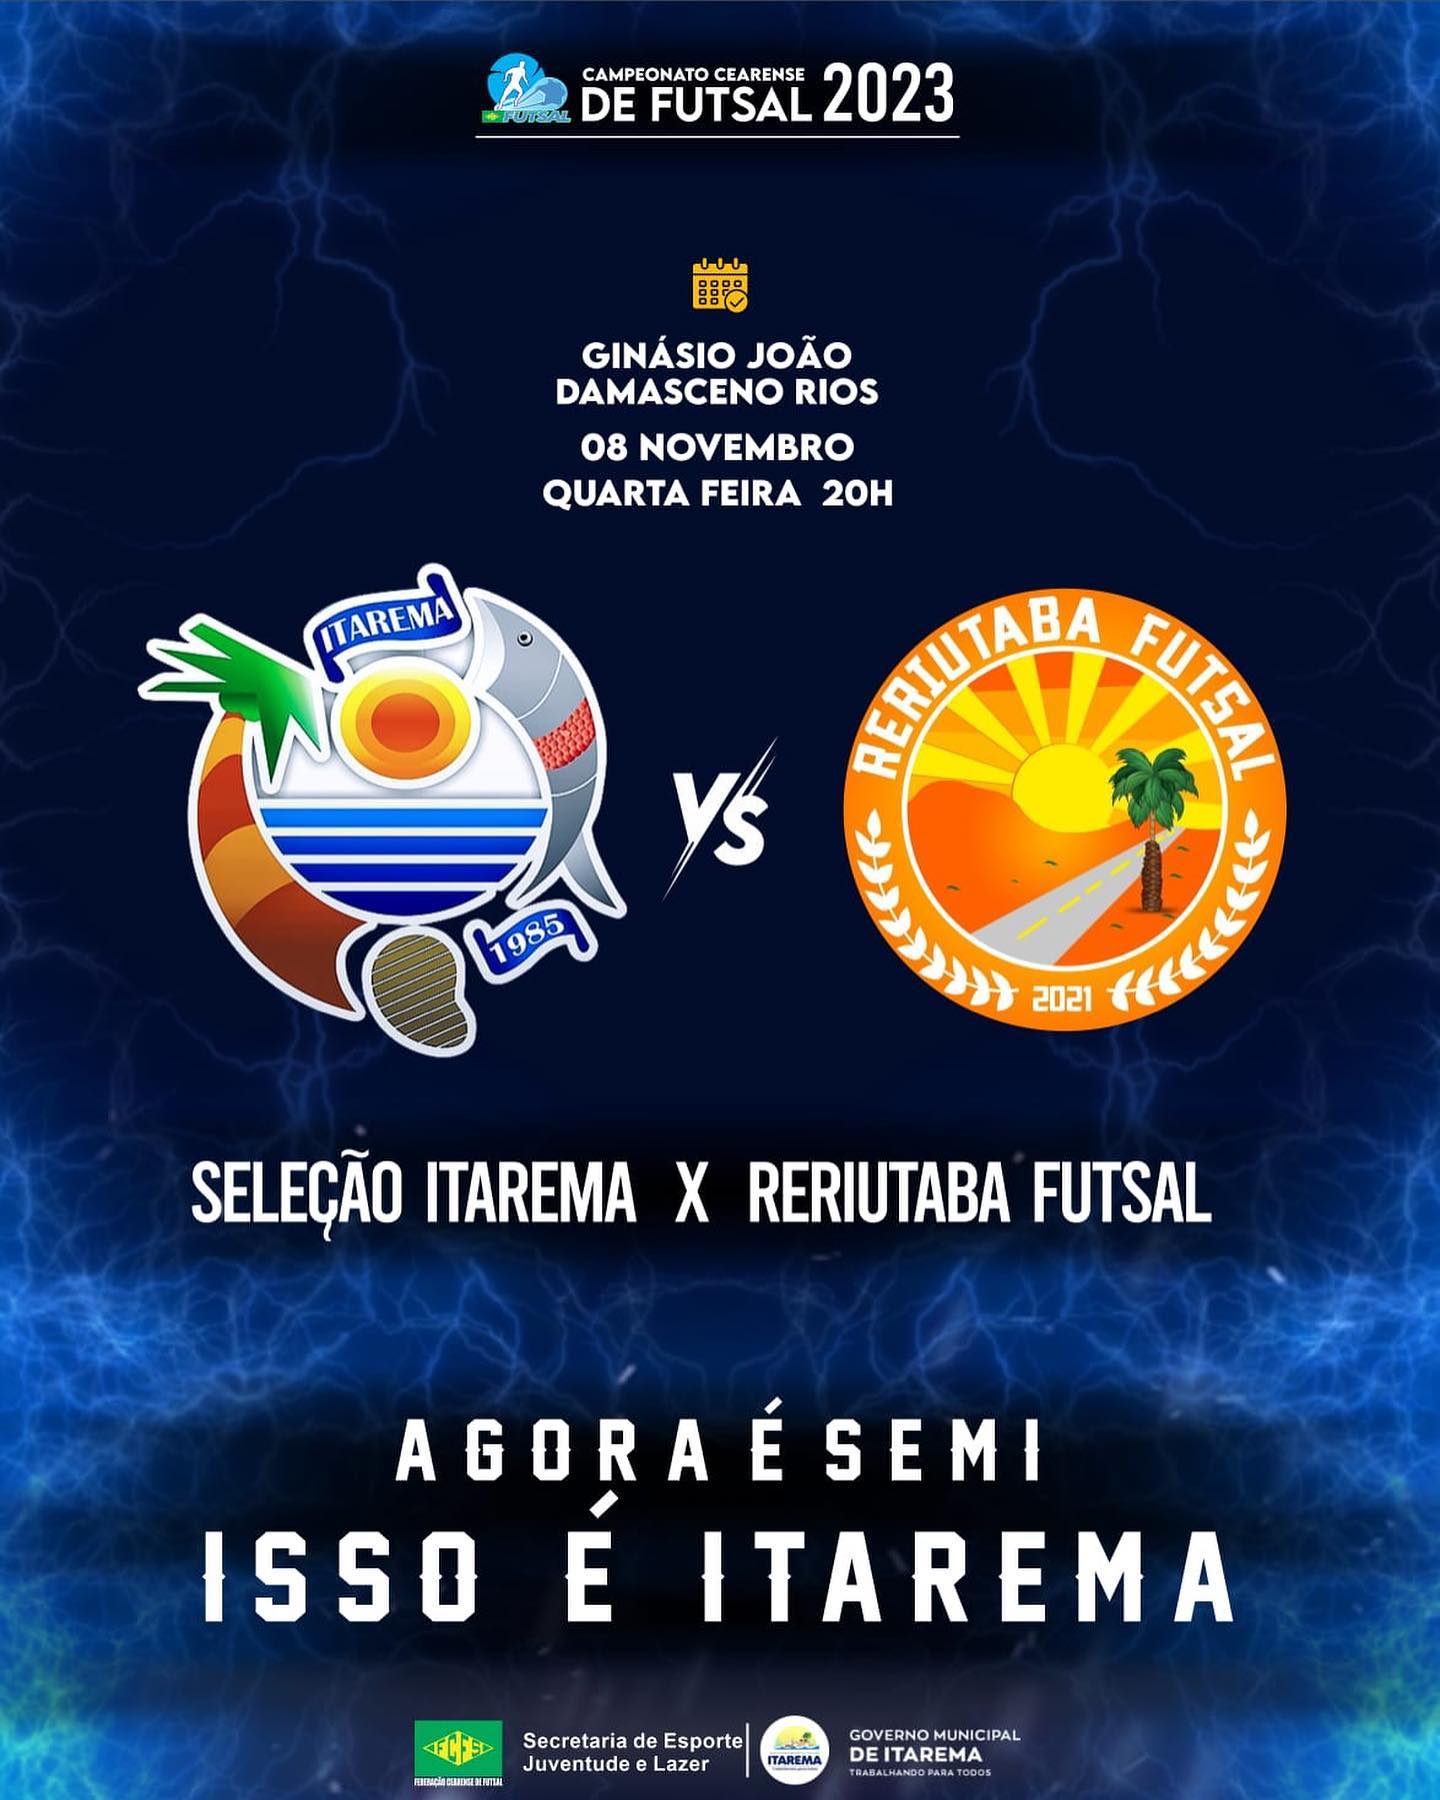 CAMPEONATO CEARENSE
DE FUTSAL 2023
FUTSAL
GINÁSIO JOÃO
DAMASCENO RIOS
08 NOVEMBRO
QUARTA FEIRA 20H
ITAREMA
1985
VS
RERIUTABA FUTSAL
2021
SELEÇÃO ITAREMA X RERIUTABA FUTSAL
AGORA É SEMI
ISSO É ITAREMA
FCFS
FEDERAÇÃO CEARENSE DE FUTSAL
Secretaria de Esporte
Juventude e Lazer
ITAREMA
GOVERNO MUNICIPAL
DE ITAREMA
TRABALHANDO PARA TODOS